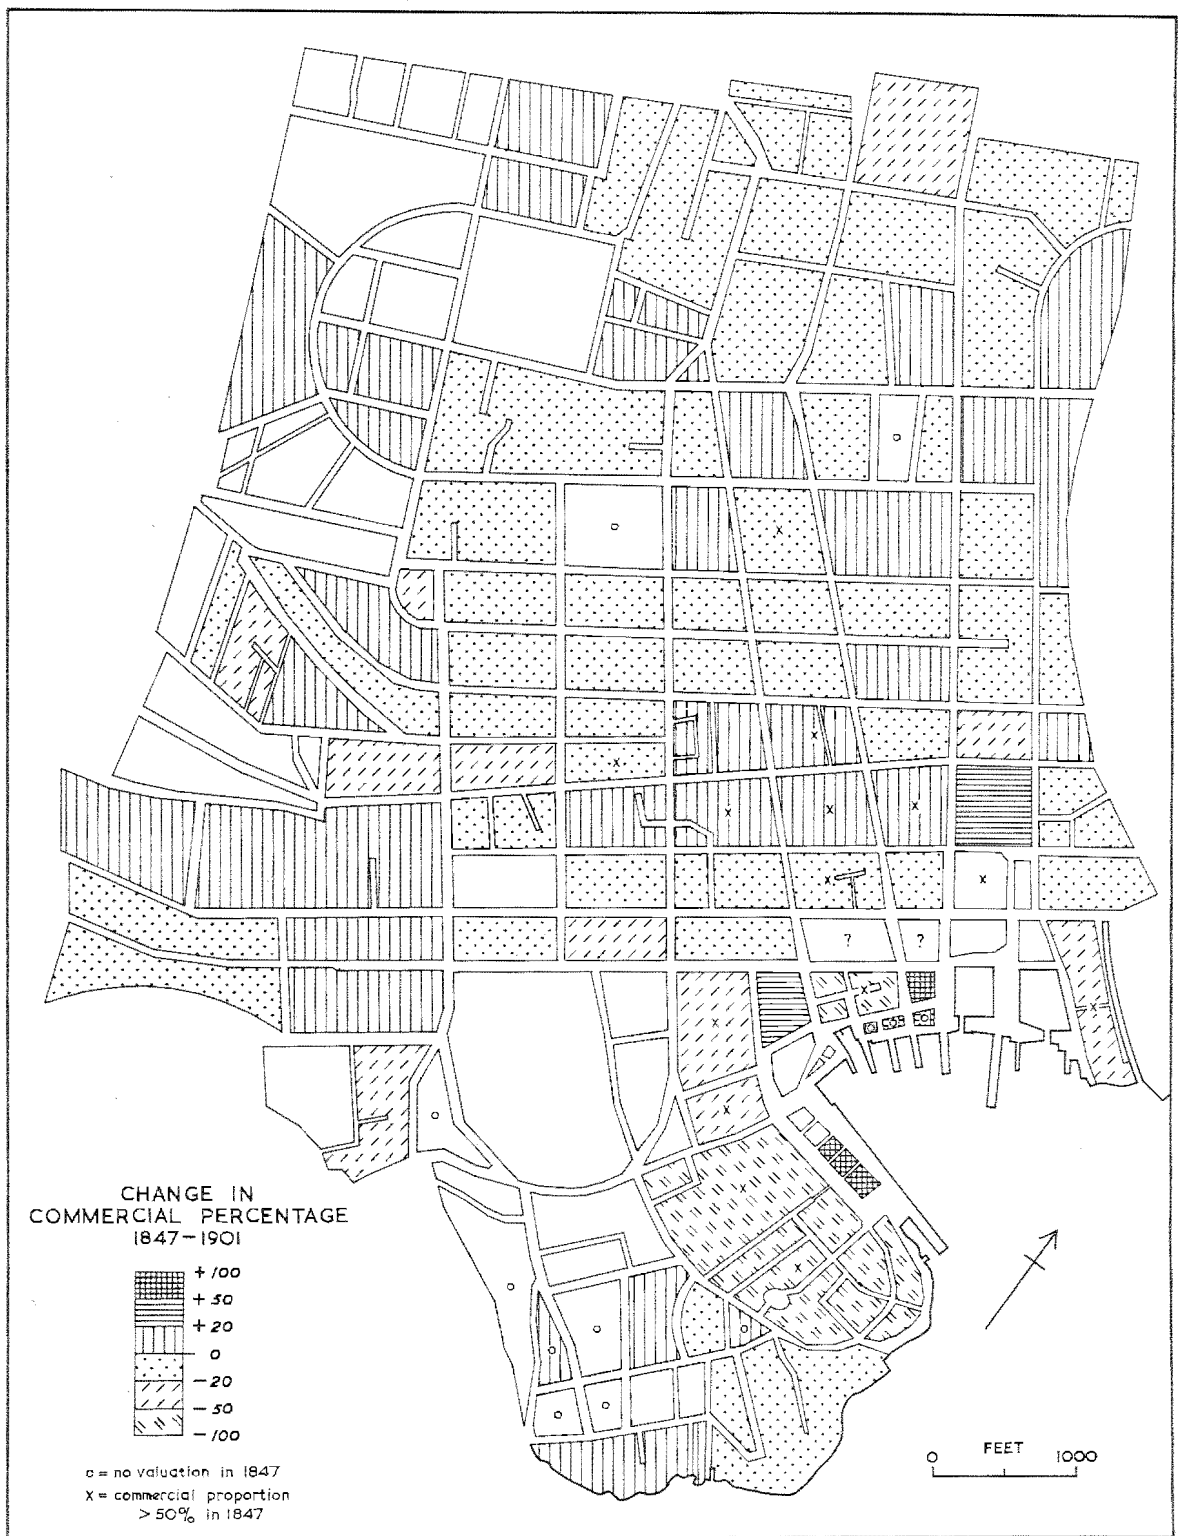 ?
?
CHANGE IN
COMMERCIAL PERCENTAGE
1847-1901
+ 100
+ 50
+ 20
0
- 20
- 50
- 100
o = no valuation in 1847
X = commercial proportion
> 50% in 1847
0 FEET 1000